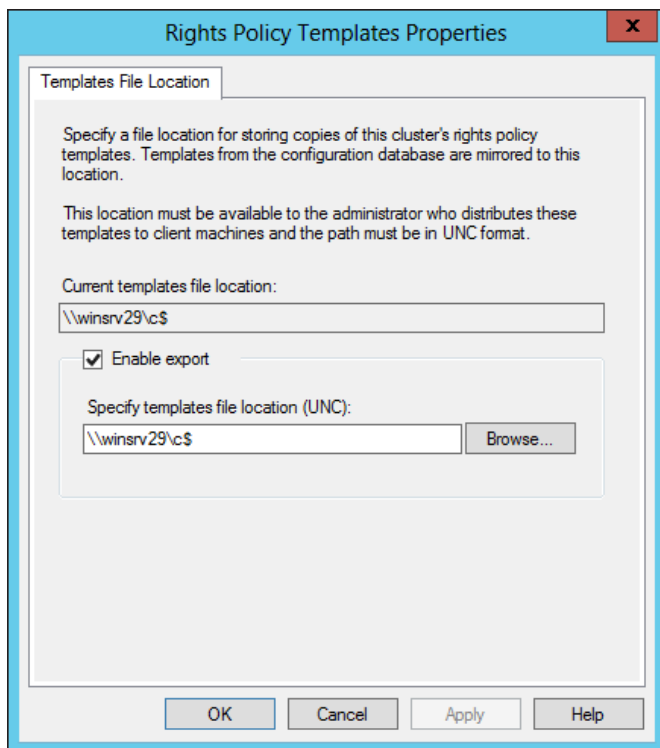 Rights Policy Templates Properties
x
Templates File Location
Specify a file location for storing copies of this cluster's rights policy
templates. Templates from the configuration database are mirrored to this
location.
This location must be available to the administrator who distributes these
templates to client machines and the path must be in UNC format.
Current templates file location:
\\winsrv29\c$
Enable export
Specify templates file location (UNC):
\\winsrv29\c$ Browse...
OK Cancel Apply Help